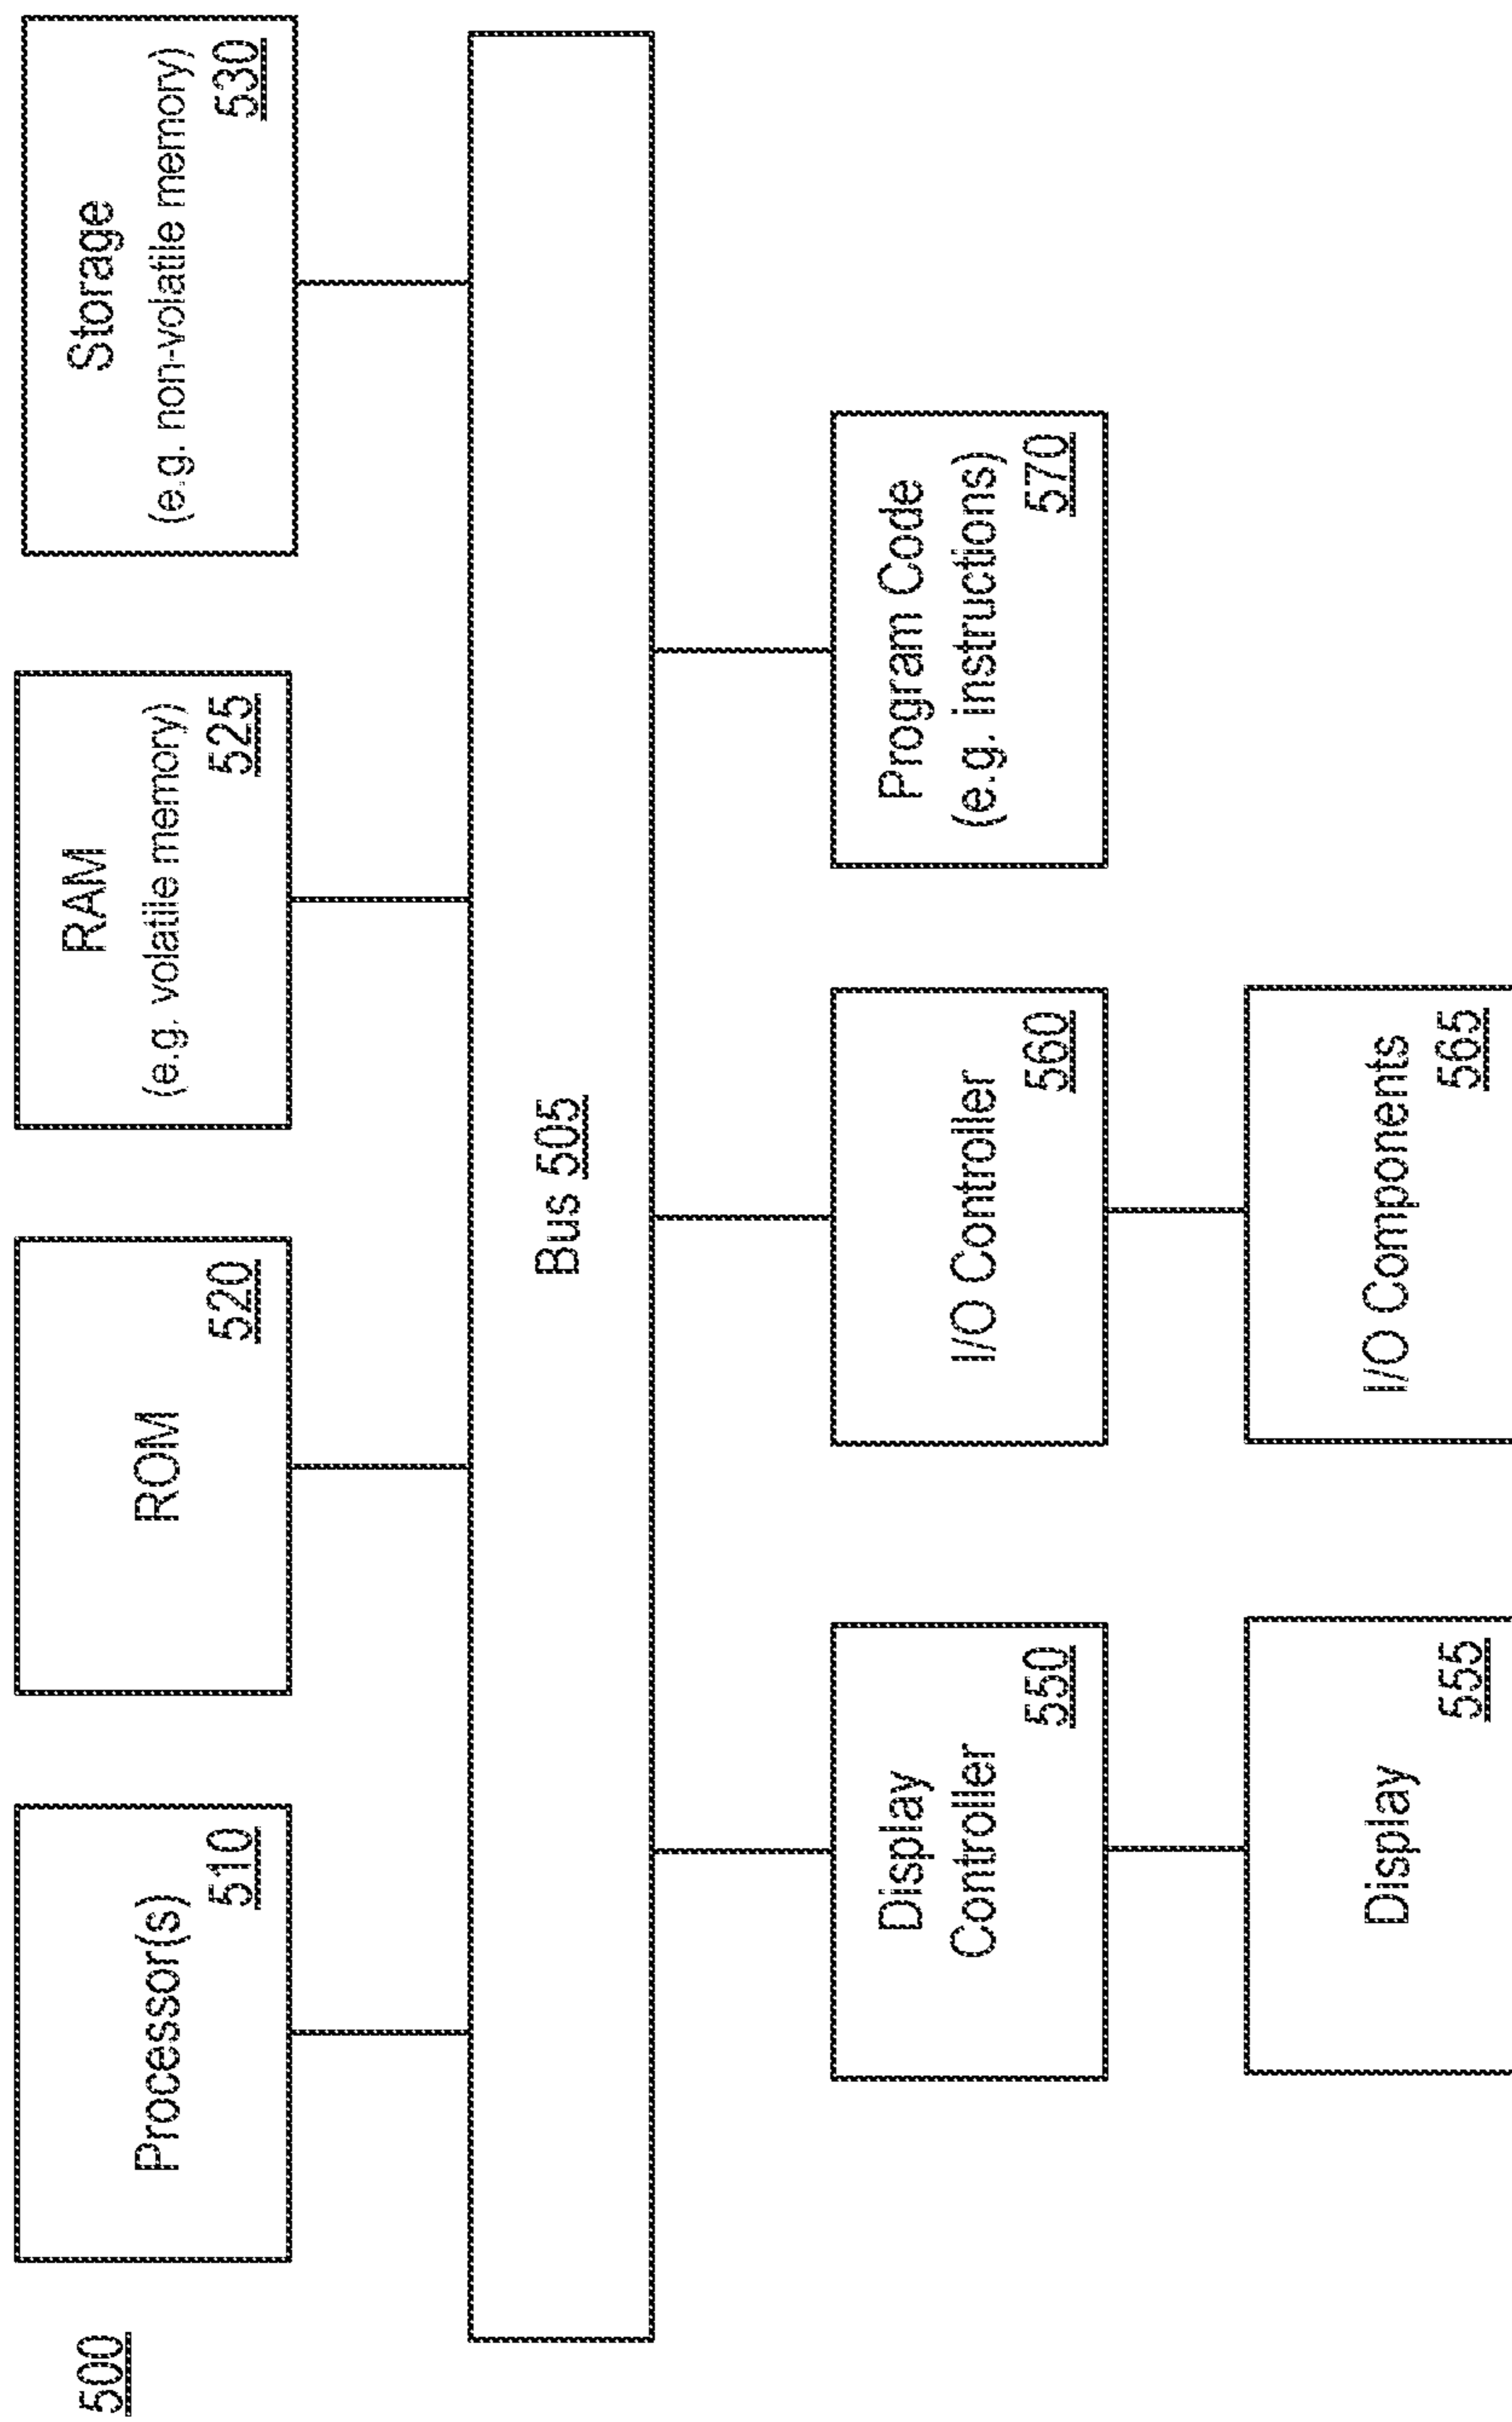 500
Processor(s)
510
ROM
520
RAM
(e.g. volatile memory)
525
Storage
(e.g. non-volatile memory)
530
Bus 505
Display
Controller
550
I/O Controller
560
Program Code
(e.g. instructions)
570
Display
555
I/O Components
565